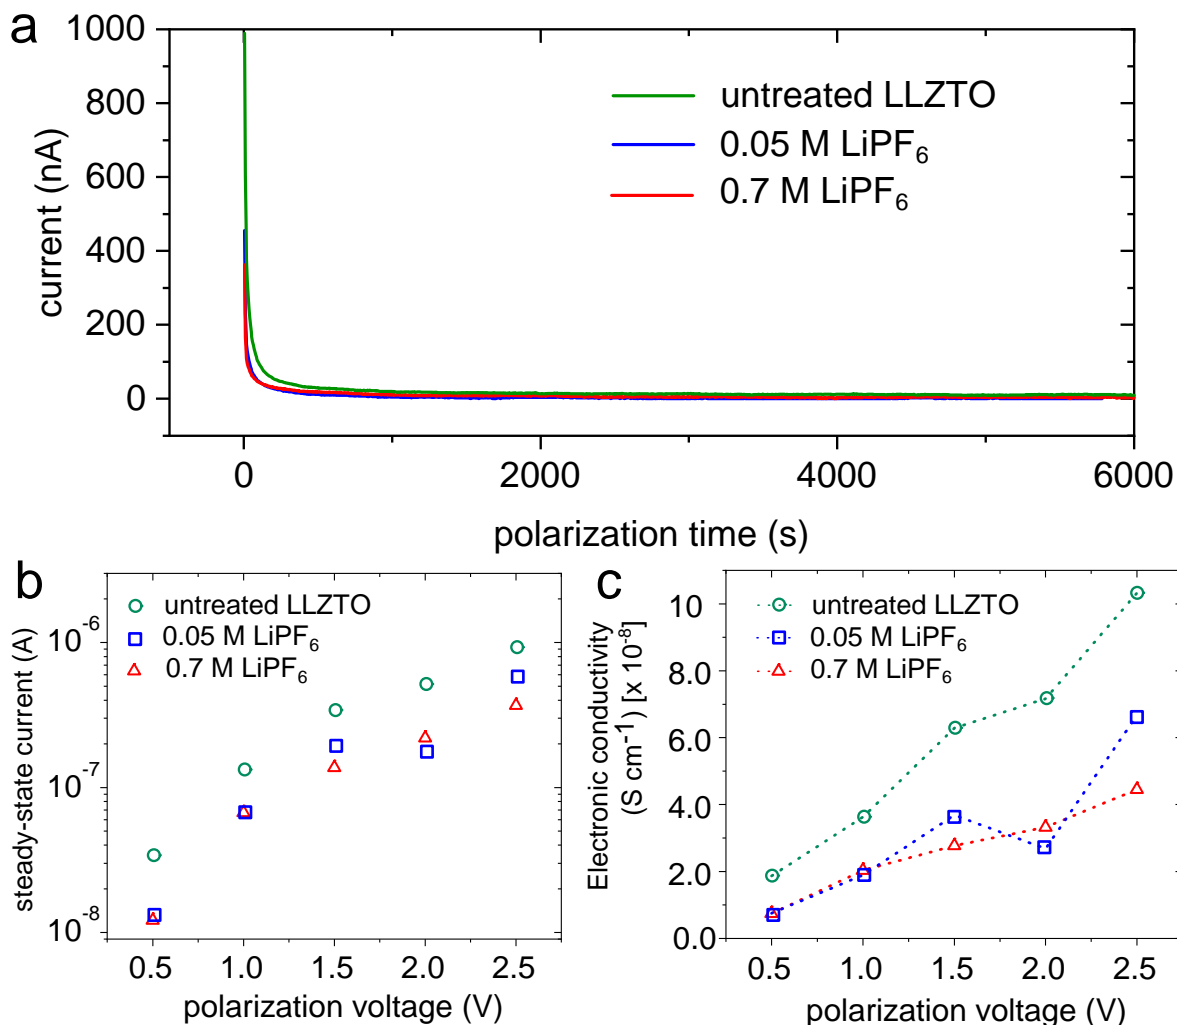 a
1000
800
600
400
200
0
current (nA)
untreated LLZTO
0.05 M LiPF6
0.7 M LiPF6
0 2000 4000 6000
polarization time (s)
b
untreated LLZTO
0.05 M LiPF6
0.7 M LiPF6
10-6
10-7
10-8
steady-state current (A)
0.5 1.0 1.5 2.0 2.5
polarization voltage (V)
c
untreated LLZTO
0.05 M LiPF6
0.7 M LiPF6
10
8.0
6.0
4.0
2.0
0.0
Electronic conductivity
(S cm-1) [x 10-8]
0.5 1.0 1.5 2.0 2.5
polarization voltage (V)